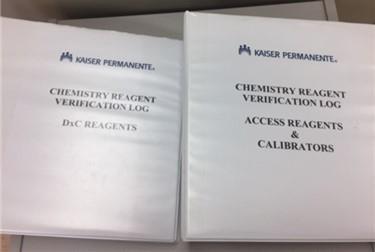 KAISER PERMANENTE®
CHEMISTRY REAGENT
VERIFICATION LOG
DxC REAGENTS
KAISER PERMANENTE®
CHEMISTRY REAGENT
VERIFICATION LOG
ACCESS REAGENTS
&
CALIBRATORS